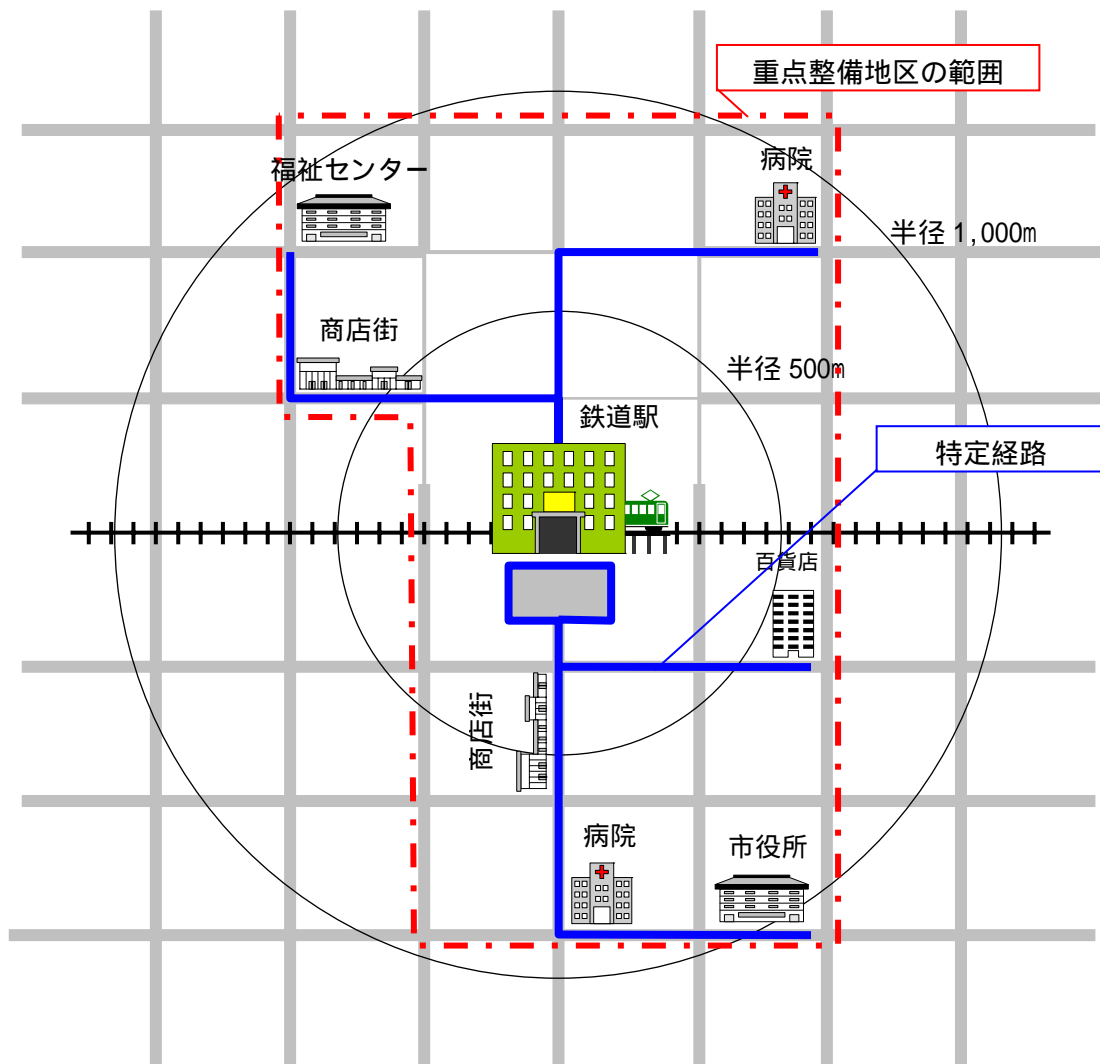 重点整備地区の範囲
福祉センター
病院
半径 1,000m
商店街
半径 500m
鉄道駅
特定経路
百貨店
商店街
病院
市役所